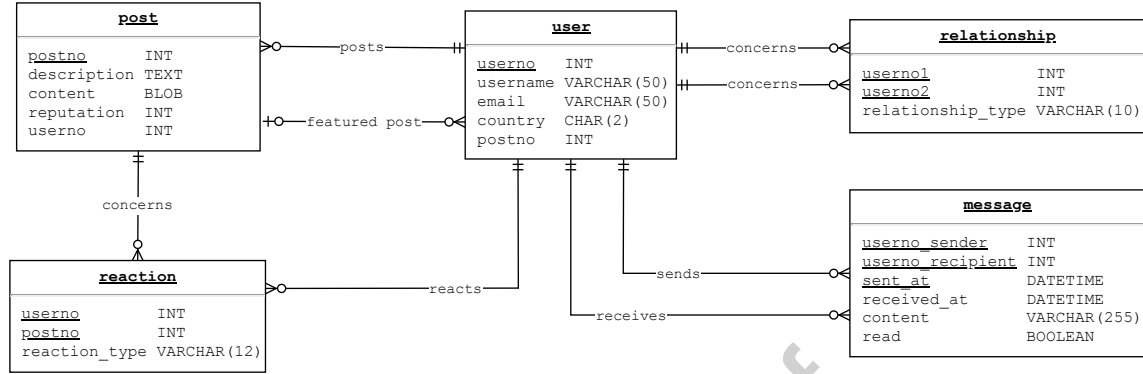 post
postno INT
description TEXT
content BLOB
reputation INT
userno INT
posts
featured post
user
userno INT
username VARCHAR(50)
email VARCHAR(50)
country CHAR(2)
postno INT
concerns
concerns
relationship
userno1 INT
userno2 INT
relationship_type VARCHAR(10)
concerns
reaction
userno INT
postno INT
reaction_type VARCHAR(12)
reacts
sends
receives
message
userno_sender INT
userno_recipient INT
sent_at DATETIME
received_at DATETIME
content VARCHAR(255)
read BOOLEAN